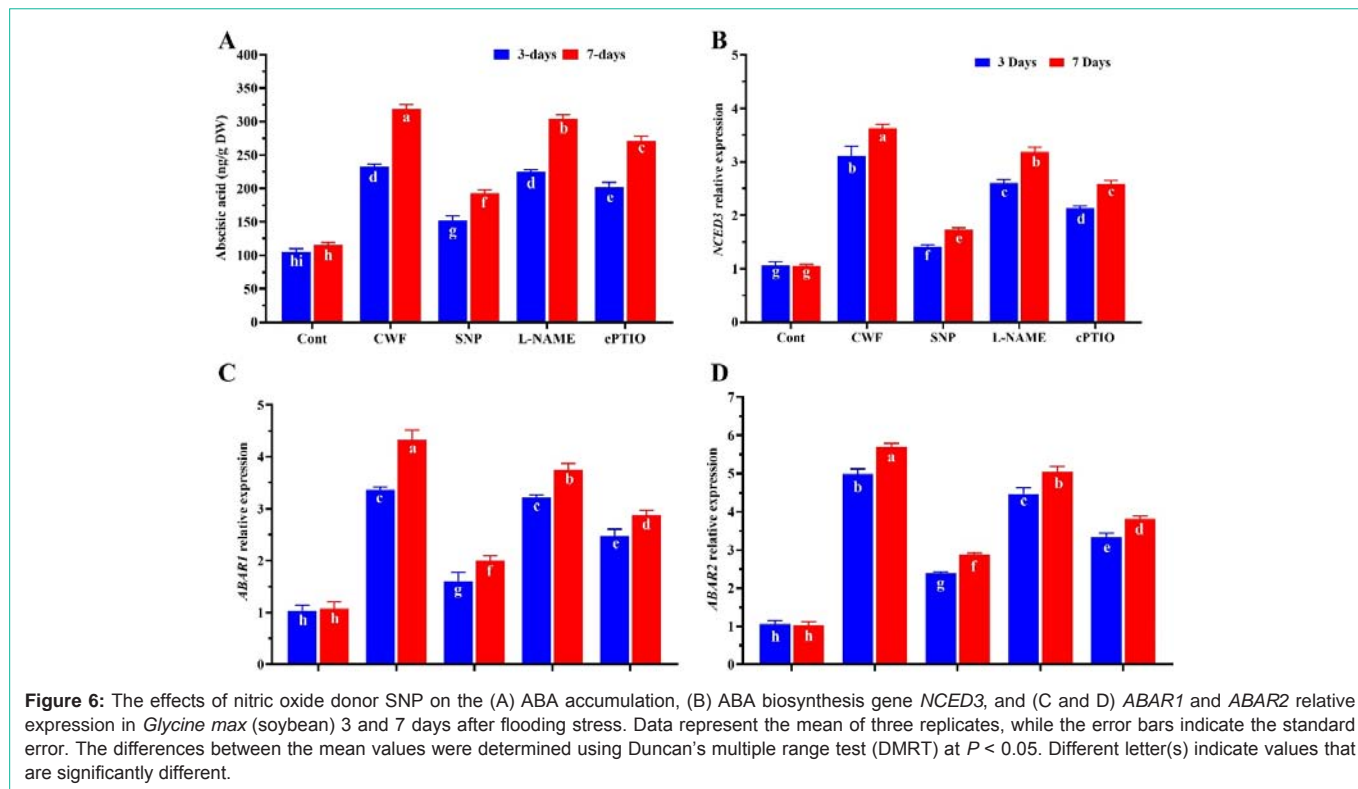 A
3-days 7-days
400
350
300
250
200
150
100
50
0
Abscisic acid (ng/g DW)
hi h d a g f d b e c
Cont CWF SNP L-NAME cPTIO
B
3 Days 7 Days
5
4
3
2
1
0
NCED3 relative expression
g g b a f e c b d c
Cont CWF SNP L-NAME cPTIO
C
5
4
3
2
1
0
ABAR1 relative expression
h h c a g f c b e d
D
7
6
5
4
3
2
1
0
ABAR2 relative expression
h h b a g f c b e d
Figure 6: The effects of nitric oxide donor SNP on the (A) ABA accumulation, (B) ABA biosynthesis gene NCED3, and (C and D) ABAR1 and ABAR2 relative
expression in Glycine max (soybean) 3 and 7 days after flooding stress. Data represent the mean of three replicates, while the error bars indicate the standard
error. The differences between the mean values were determined using Duncan's multiple range test (DMRT) at P < 0.05. Different letter(s) indicate values that
are significantly different.